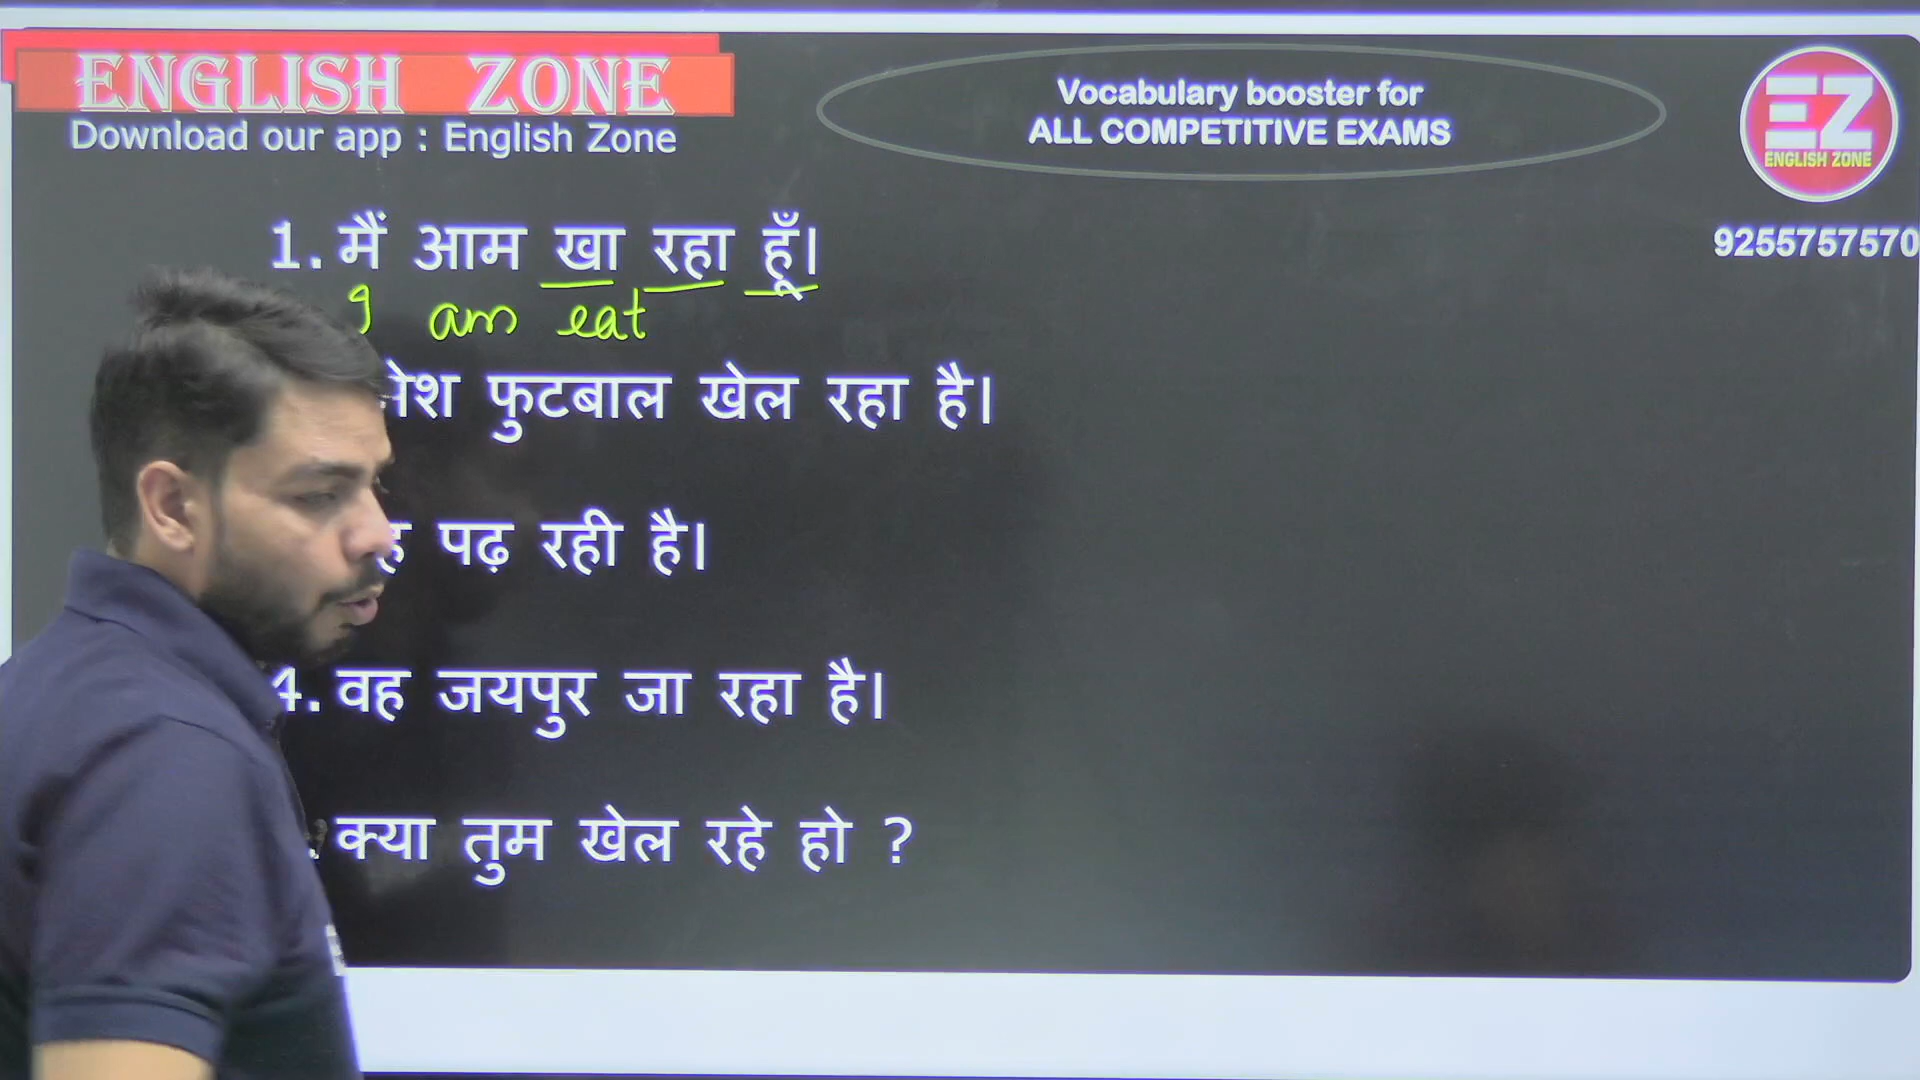 ENGLISH ZONE
Download our app : English Zone
Vocabulary booster for
ALL COMPETITIVE EXAMS
EZ
ENGLISH ZONE
9255757570
1. मैं आम खा रहा हूँ।
I am eat
फुटबाल खेल रहा है।
पढ़ रही है।
4. वह जयपुर जा रहा है।
क्या तुम खेल रहे हो ?